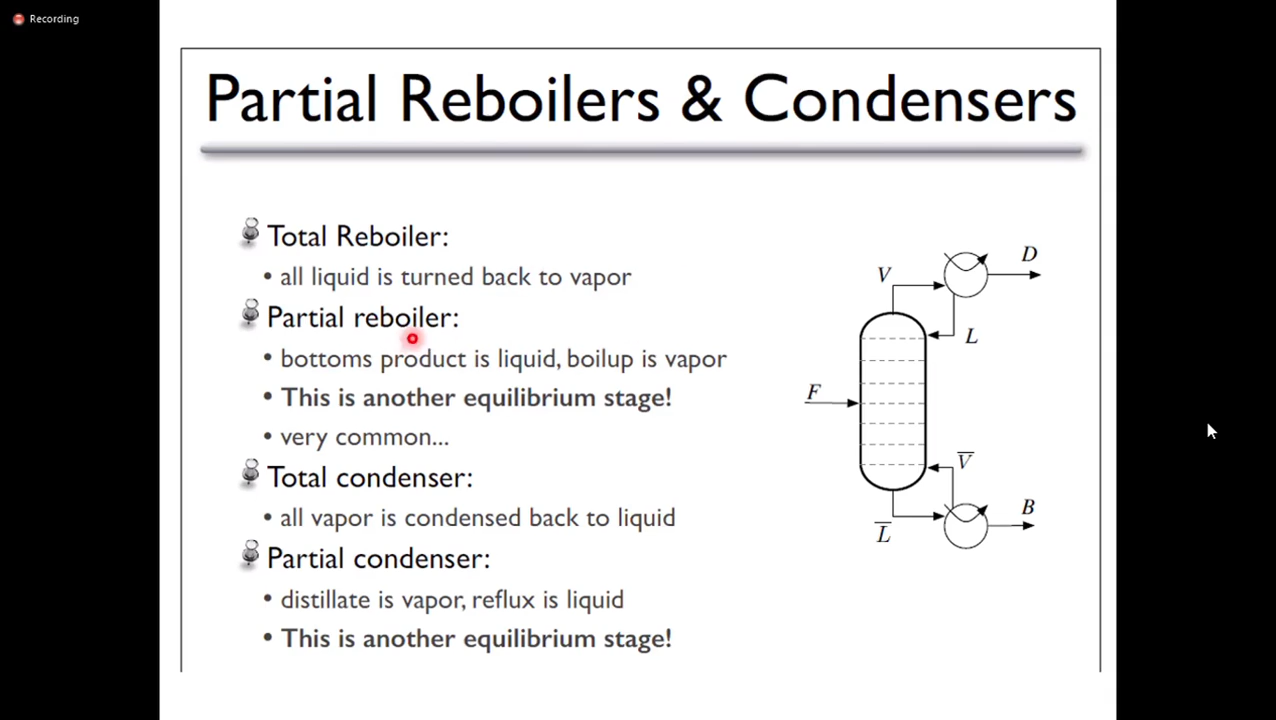 Recording
Partial Reboilers & Condensers
Total Reboiler:
• all liquid is turned back to vapor
Partial reboiler:
• bottoms product is liquid, boilup is vapor
• This is another equilibrium stage!
• very common...
Total condenser:
• all vapor is condensed back to liquid
Partial condenser:
• distillate is vapor, reflux is liquid
• This is another equilibrium stage!
D
V
L
F
V̅
B
L̅